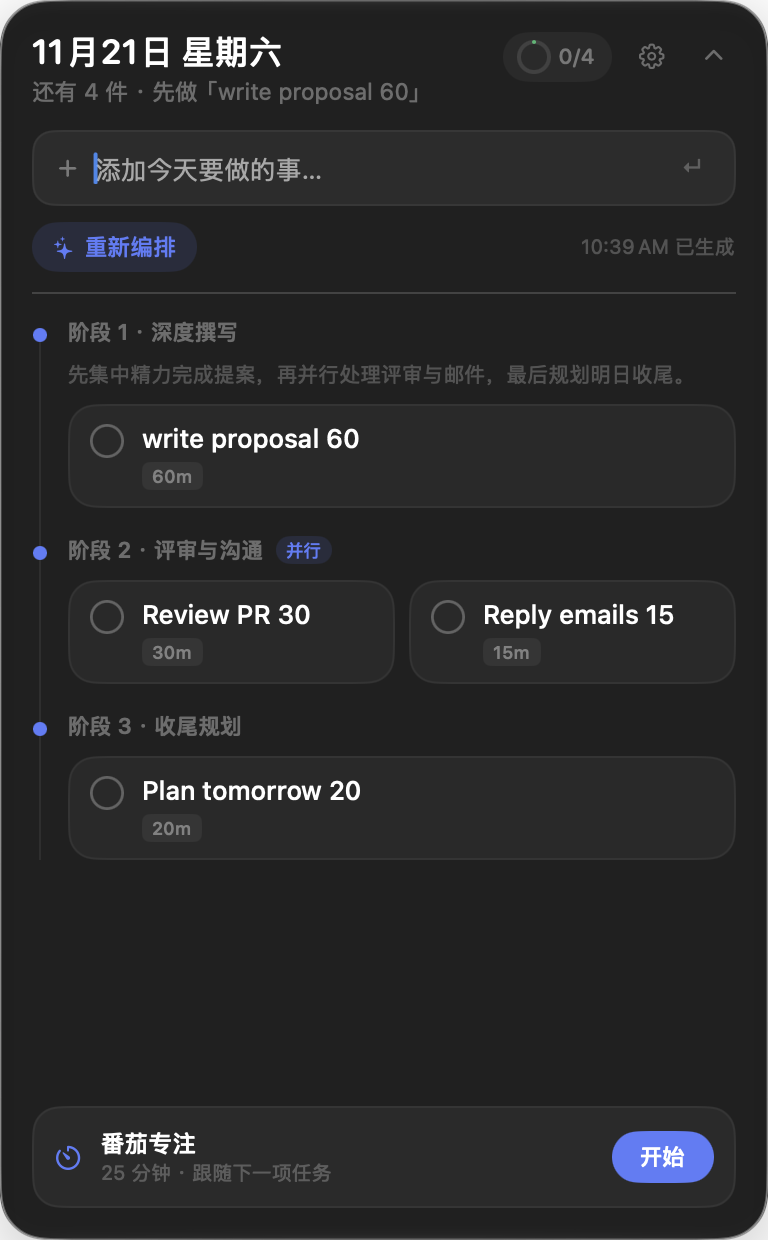 11月21日 星期六
0/4
还有 4 件 · 先做「write proposal 60」
添加今天要做的事...
重新编排
10:39 AM 已生成
阶段 1 · 深度撰写
先集中精力完成提案，再并行处理评审与邮件，最后规划明日收尾。
write proposal 60
60m
阶段 2 · 评审与沟通 并行
Review PR 30
30m
Reply emails 15
15m
阶段 3 · 收尾规划
Plan tomorrow 20
20m
番茄专注
25 分钟 · 跟随下一项任务
开始